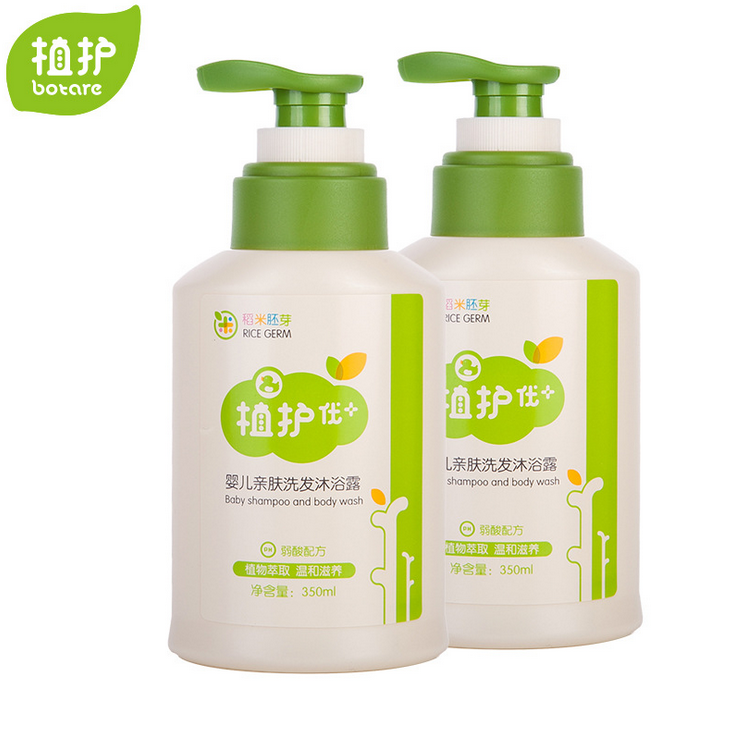 植护
botare
稻米胚芽
RICE GERM
植护优+
婴儿亲肤洗发沐浴露
Baby shampoo and body wash
PH 弱酸配方
植物萃取 温和滋养
净含量：350ml
米胚芽
E GERM
植护优+
儿亲肤洗发沐浴露
shampoo and body wash
PH 弱酸配方
植物萃取 温和滋养
净含量：350ml